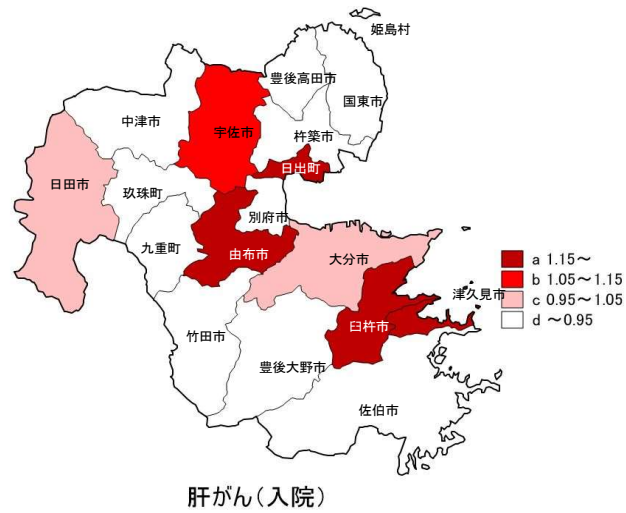 姫島村
豊後高田市
国東市
中津市
宇佐市
杵築市
日出町
日田市
玖珠町
別府市
九重町
由布市
大分市
a 1.15～
b 1.05～1.15
c 0.95～1.05
d ～0.95
津久見市
臼杵市
竹田市
豊後大野市
佐伯市
肝がん(入院)